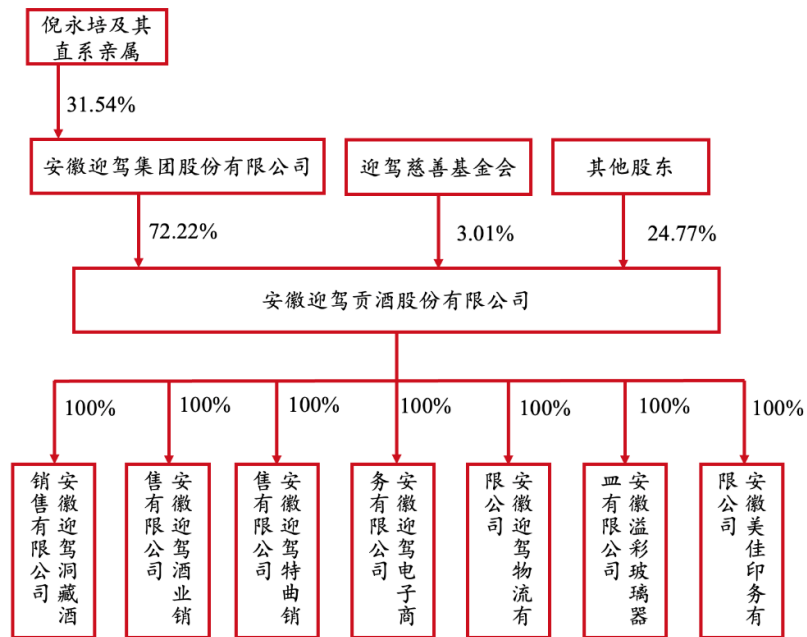 倪永培及其
直系亲属
31.54%
安徽迎驾集团股份有限公司
迎驾慈善基金会
其他股东
72.22%
3.01%
24.77%
安徽迎驾贡酒股份有限公司
100%
100%
100%
100%
100%
100%
100%
安徽迎驾洞藏酒
销售有限公司
安徽迎驾酒业销
售有限公司
安徽迎驾特曲销
售有限公司
安徽迎驾电子商
务有限公司
安徽迎驾物流有
限公司
安徽溢彩玻璃器
皿有限公司
安徽美佳印务有
限公司